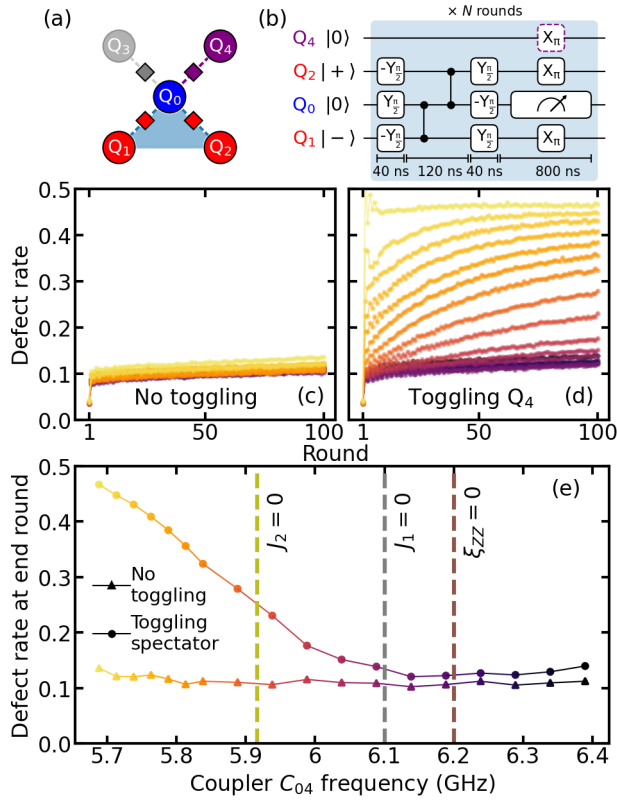 (a)
Q3 Q4
Q0
Q1 Q2
(b)
× N rounds
Q4 |0⟩ Xπ
Q2 |+⟩ -Yπ/2 Yπ/2 Xπ
Q0 |0⟩ Yπ/2 -Yπ/2
Q1 |−⟩ -Yπ/2 Yπ/2 Xπ
40 ns 120 ns 40 ns 800 ns
Defect rate
0.5
0.4
0.3
0.2
0.1
0.0
No toggling (c)
Toggling Q4 (d)
1 50 100 1 50 100
Round
Defect rate at end round
0.5
0.4
0.3
0.2
0.1
0.0
(e)
J2 = 0
J1 = 0
ξZZ = 0
No
toggling
Toggling
spectator
5.7 5.8 5.9 6 6.1 6.2 6.3 6.4
Coupler C04 frequency (GHz)